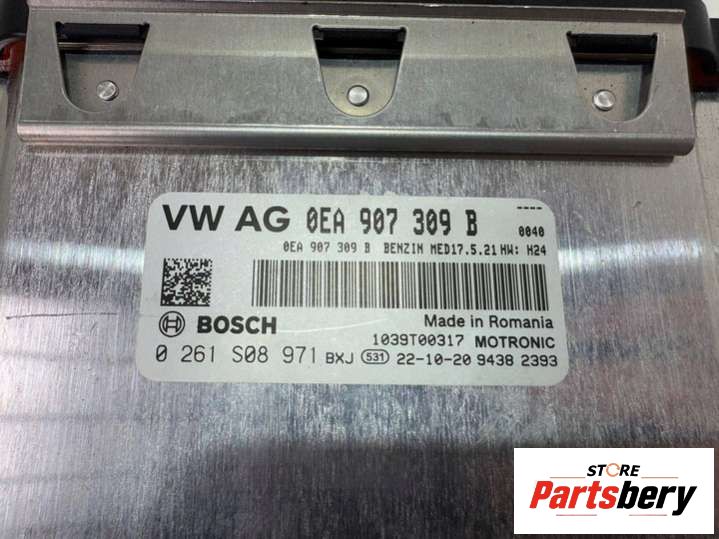 VW AG 0EA 907 309 B
0040
0EA 907 309 B BENZIN MED17.5.21 HW: H24
BOSCH
Made in Romania
1039T00317 MOTRONIC
0 261 S08 971 BXJ 531 22-10-20 9438 2393
STORE
Partsbery